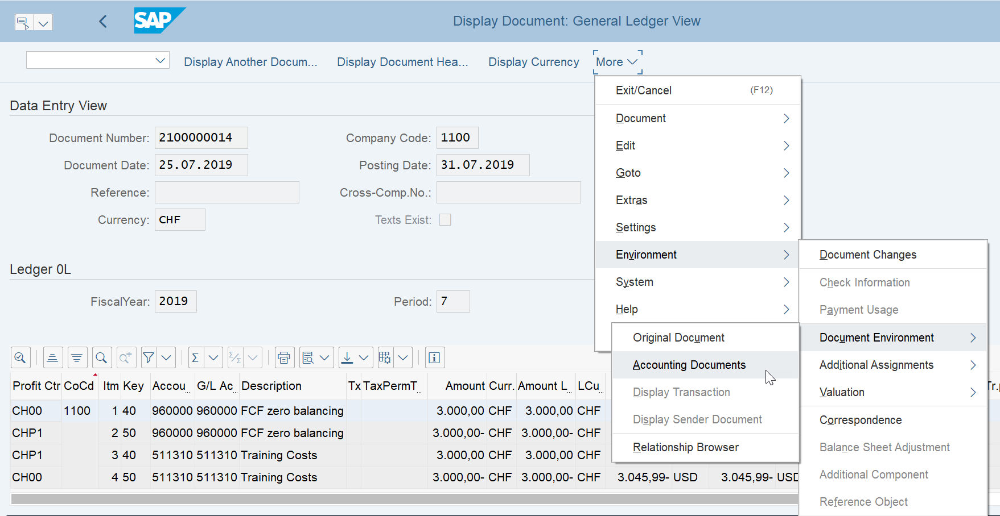 SAP
Display Document: General Ledger View
Display Another Docum...
Display Document Hea...
Display Currency
More
Data Entry View
Document Number: 2100000014
Company Code: 1100
Document Date: 25.07.2019
Posting Date: 31.07.2019
Reference:
Cross-Comp.No.:
Currency: CHF
Texts Exist:
Ledger 0L
FiscalYear: 2019
Period: 7
Exit/Cancel (F12)
Document
Edit
Goto
Extras
Settings
Environment
System
Help
Document Changes
Check Information
Payment Usage
Document Environment
Additional Assignments
Valuation
Correspondence
Balance Sheet Adjustment
Additional Component
Reference Object
Original Document
Accounting Documents
Display Transaction
Display Sender Document
Relationship Browser
Profit Ctr CoCd Itm Key Accou... G/L Ac... Description Tx TaxPermT... Amount Curr. Amount L... LCu...
CH00 1100 1 40 960000 960000 FCF zero balancing 3.000,00 CHF 3.000,00 CHF
CHP1 2 50 960000 960000 FCF zero balancing 3.000,00- CHF 3.000,00- CHF
CHP1 3 40 511310 511310 Training Costs 3.000,00 CHF 3.000,00 CHF
CH00 4 50 511310 511310 Training Costs 3.000,00- CHF 3.000,00- CHF 3.045,99- USD 3.045,99- USD